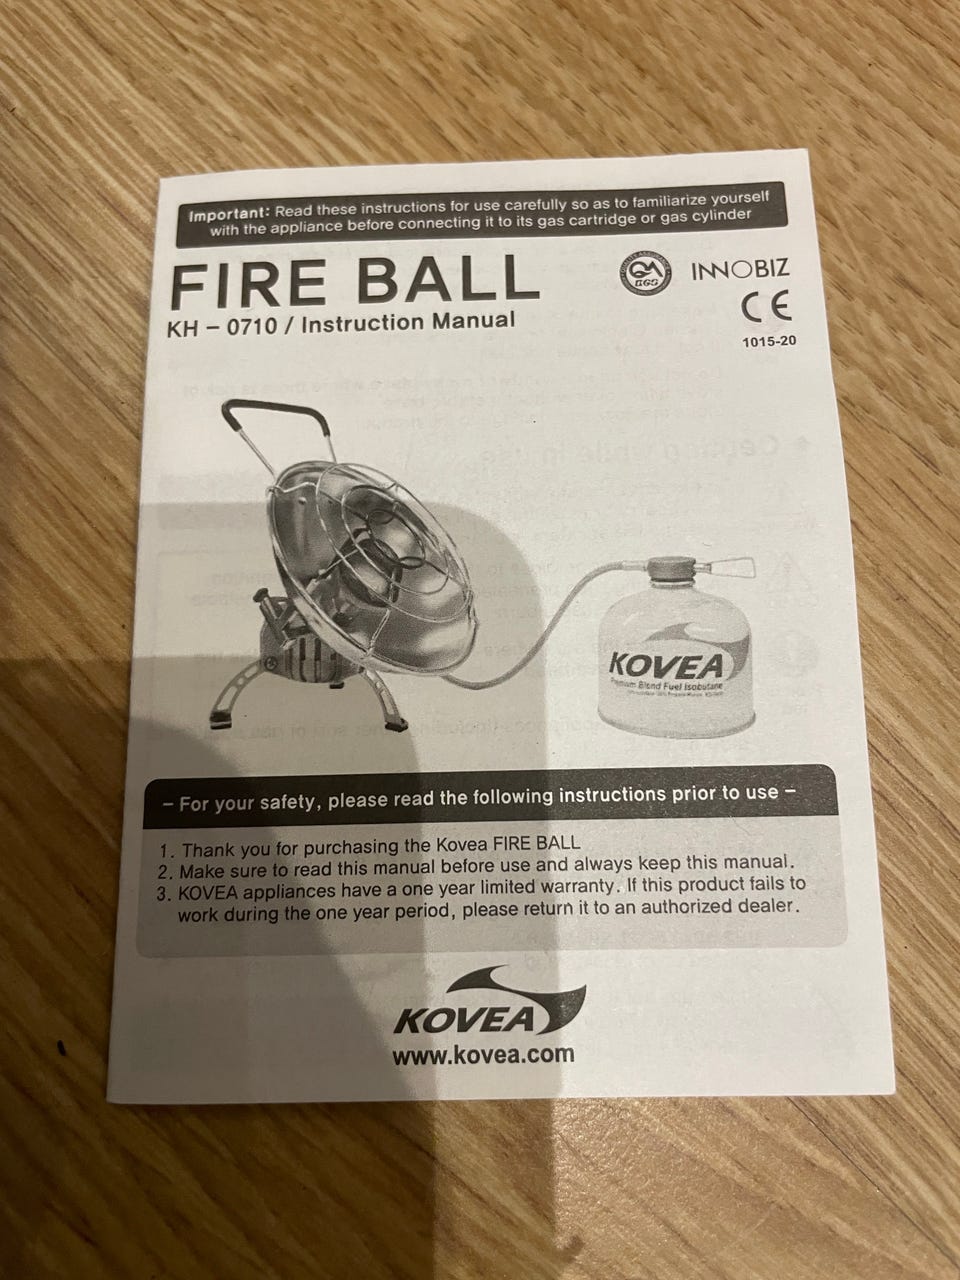 Important: Read these instructions for use carefully so as to familiarize yourself
with the appliance before connecting it to its gas cartridge or gas cylinder
FIRE BALL
KH – 0710 / Instruction Manual
QUALITY ASSURANCE
INNOBIZ
CE
1015-20
KOVEA
Premium Blend Fuel Isobutane
– For your safety, please read the following instructions prior to use –
1. Thank you for purchasing the Kovea FIRE BALL
2. Make sure to read this manual before use and always keep this manual.
3. KOVEA appliances have a one year limited warranty. If this product fails to
work during the one year period, please return it to an authorized dealer.
KOVEA
www.kovea.com